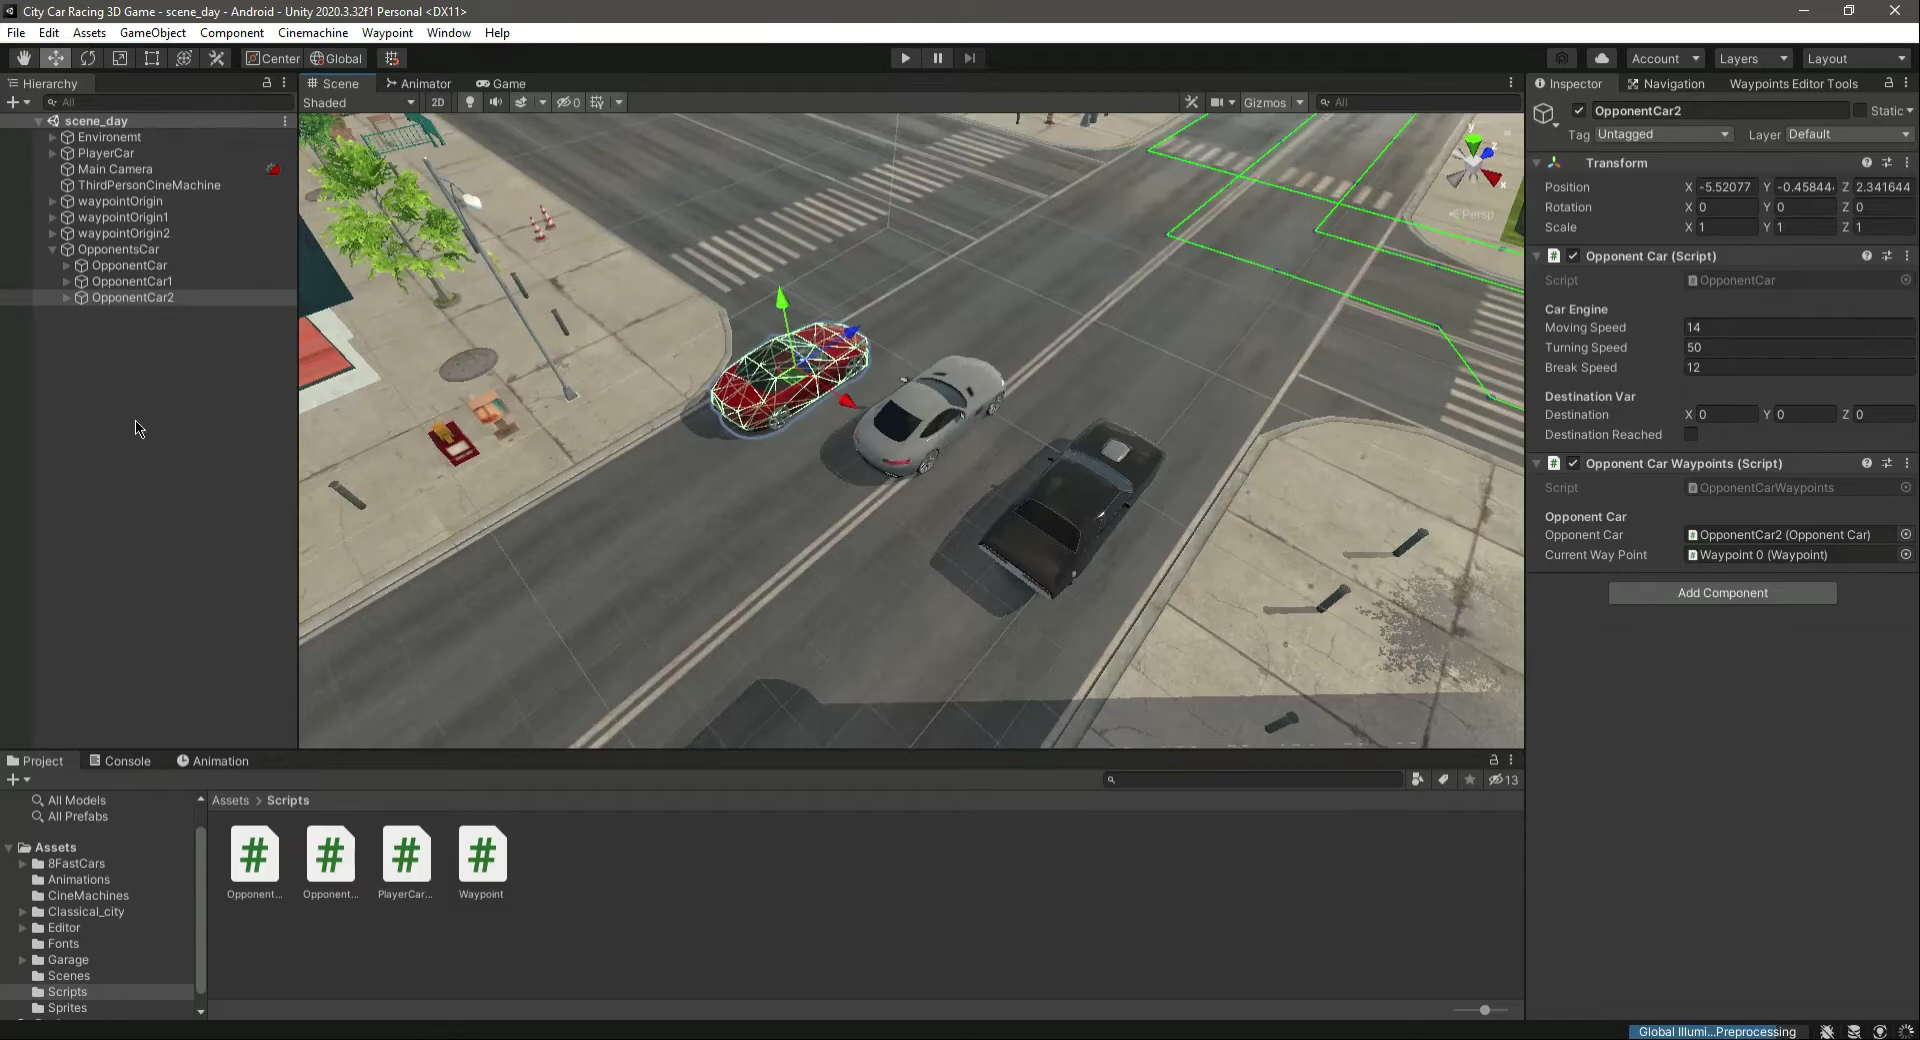 City Car Racing 3D Game - scene_day - Android - Unity 2020.3.32f1 Personal <DX11>
File Edit Assets GameObject Component Cinemachine Waypoint Window Help
Center Global Account Layers Layout
Hierarchy
All
scene_day
Environemt
PlayerCar
Main Camera
ThirdPersonCineMachine
waypointOrigin
waypointOrigin1
waypointOrigin2
OpponentsCar
OpponentCar
OpponentCar1
OpponentCar2
Scene Animator Game
Shaded 2D 0 Gizmos All
y
z
x
Persp
Inspector Navigation Waypoints Editor Tools
OpponentCar2 Static
Tag Untagged Layer Default
Transform
Position X -5.52077 Y -0.45844 Z 2.341644
Rotation X 0 Y 0 Z 0
Scale X 1 Y 1 Z 1
# Opponent Car (Script)
Script OpponentCar
Car Engine
Moving Speed 14
Turning Speed 50
Break Speed 12
Destination Var
Destination X 0 Y 0 Z 0
Destination Reached
# Opponent Car Waypoints (Script)
Script OpponentCarWaypoints
Opponent Car
Opponent Car OpponentCar2 (Opponent Car)
Current Way Point Waypoint 0 (Waypoint)
Add Component
Project Console Animation
13
All Models
All Prefabs
Assets
8FastCars
Animations
CineMachines
Classical_city
Editor
Fonts
Garage
Scenes
Scripts
Sprites
Assets > Scripts
# # # #
Opponent... Opponent... PlayerCar... Waypoint
Global Illumi...Preprocessing